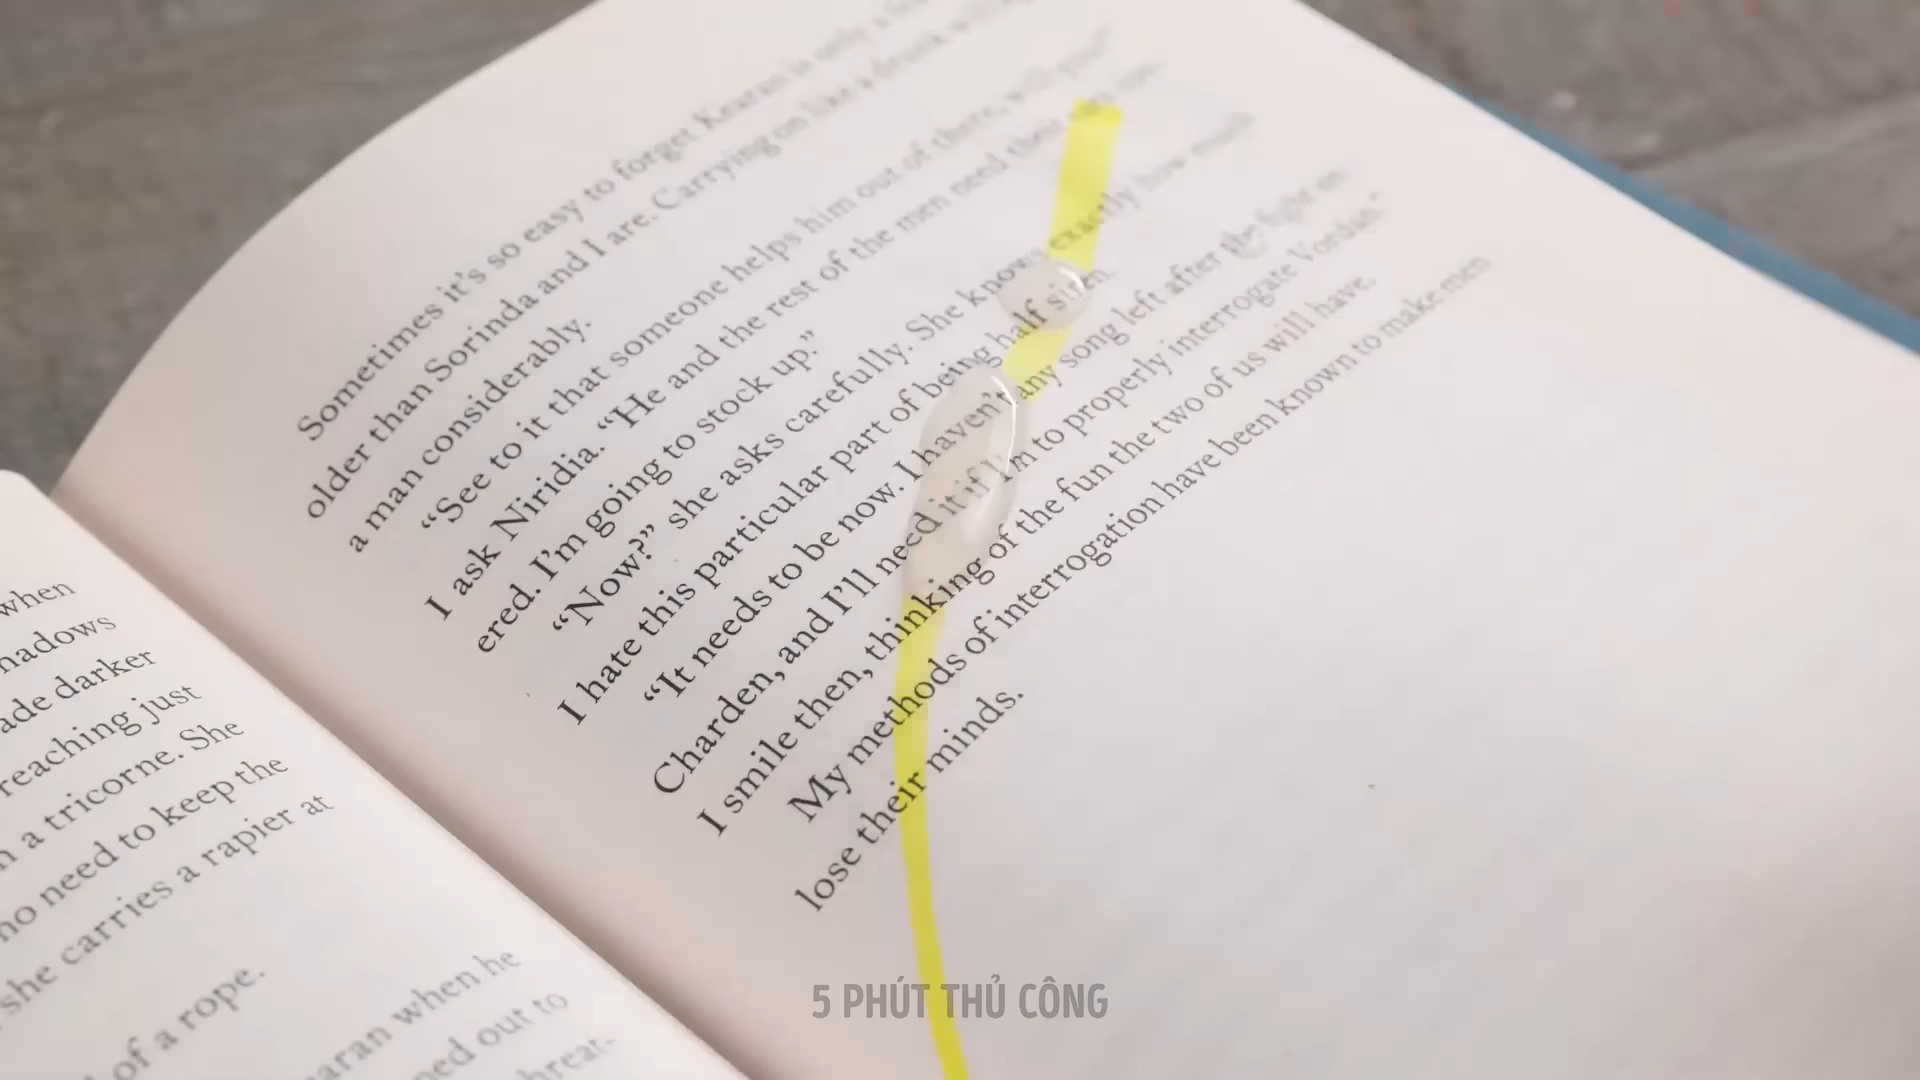 when
hadows
ade darker
reaching just
n a tricorne. She
no need to keep the
she carries a rapier at
of a rope.
earan when he
ned out to
hreat-
Sometimes it's so easy to forget Kearan is only a
older than Sorinda and I are. Carrying on like a drunk
a man considerably.
“See to it that someone helps him out of there, will you?”
I ask Niridia. “He and the rest of the men need their
ered. I'm going to stock up.”
“Now?” she asks carefully. She knows exactly how much
I hate this particular part of being half siren.
“It needs to be now. I haven't any song left after the fight on
Charden, and I'll need it if I'm to properly interrogate Vordan.”
I smile then, thinking of the fun the two of us will have.
My methods of interrogation have been known to make men
lose their minds.
5 PHÚT THỦ CÔNG